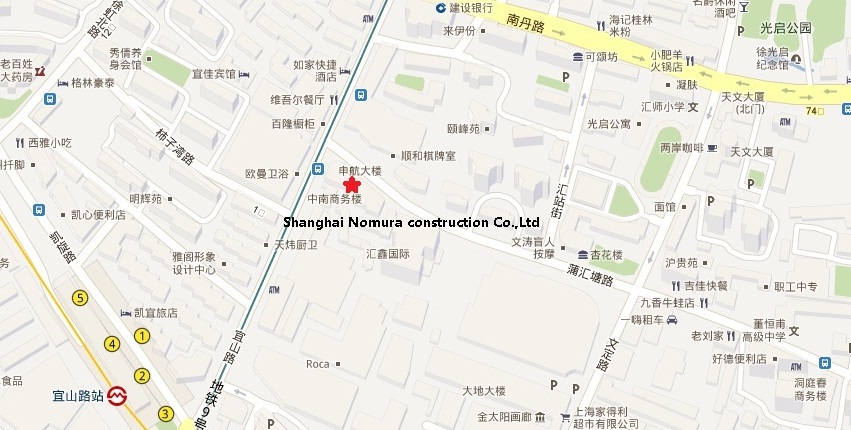 ATM
建设银行
来伊份
南丹路
海记桂林
米粉
光启公园
徐光启
纪念馆
可颂坊
小肥羊
火锅店
凝肤
秀倩养
身会馆
老百姓
大药房
格林豪泰
宜佳宾馆
如家快捷
酒店
维吾尔餐厅
百隆橱柜
颐峰苑
汇师小学
光启公寓
天文大厦
(北门)
74
ATM
西雅小吃
柿子湾路
欧曼卫浴
申航大楼
顺和棋牌室
两岸咖啡
天文大厦
明辉苑
中南商务楼
汇站街
面馆
凯心便利店
凯旋路
Shanghai Nomura construction Co.,Ltd
天炜厨卫
雅阁形象
设计中心
汇鑫国际
文涛盲人
按摩
杏花楼
沪贵苑
蒲汇塘路
吉佳快餐
职工中专
九香牛蛙店
ATM
凯宜旅店
一嗨租车
老刘家
董恒甫
高级中学
宜山路
文定路
好德便利店
Roca
5
1
4
2
3
宜山路站
地铁9号
大地大楼
金太阳画廊
上海家得利
超市有限公司
ATM
洞庭春
商务楼
食品